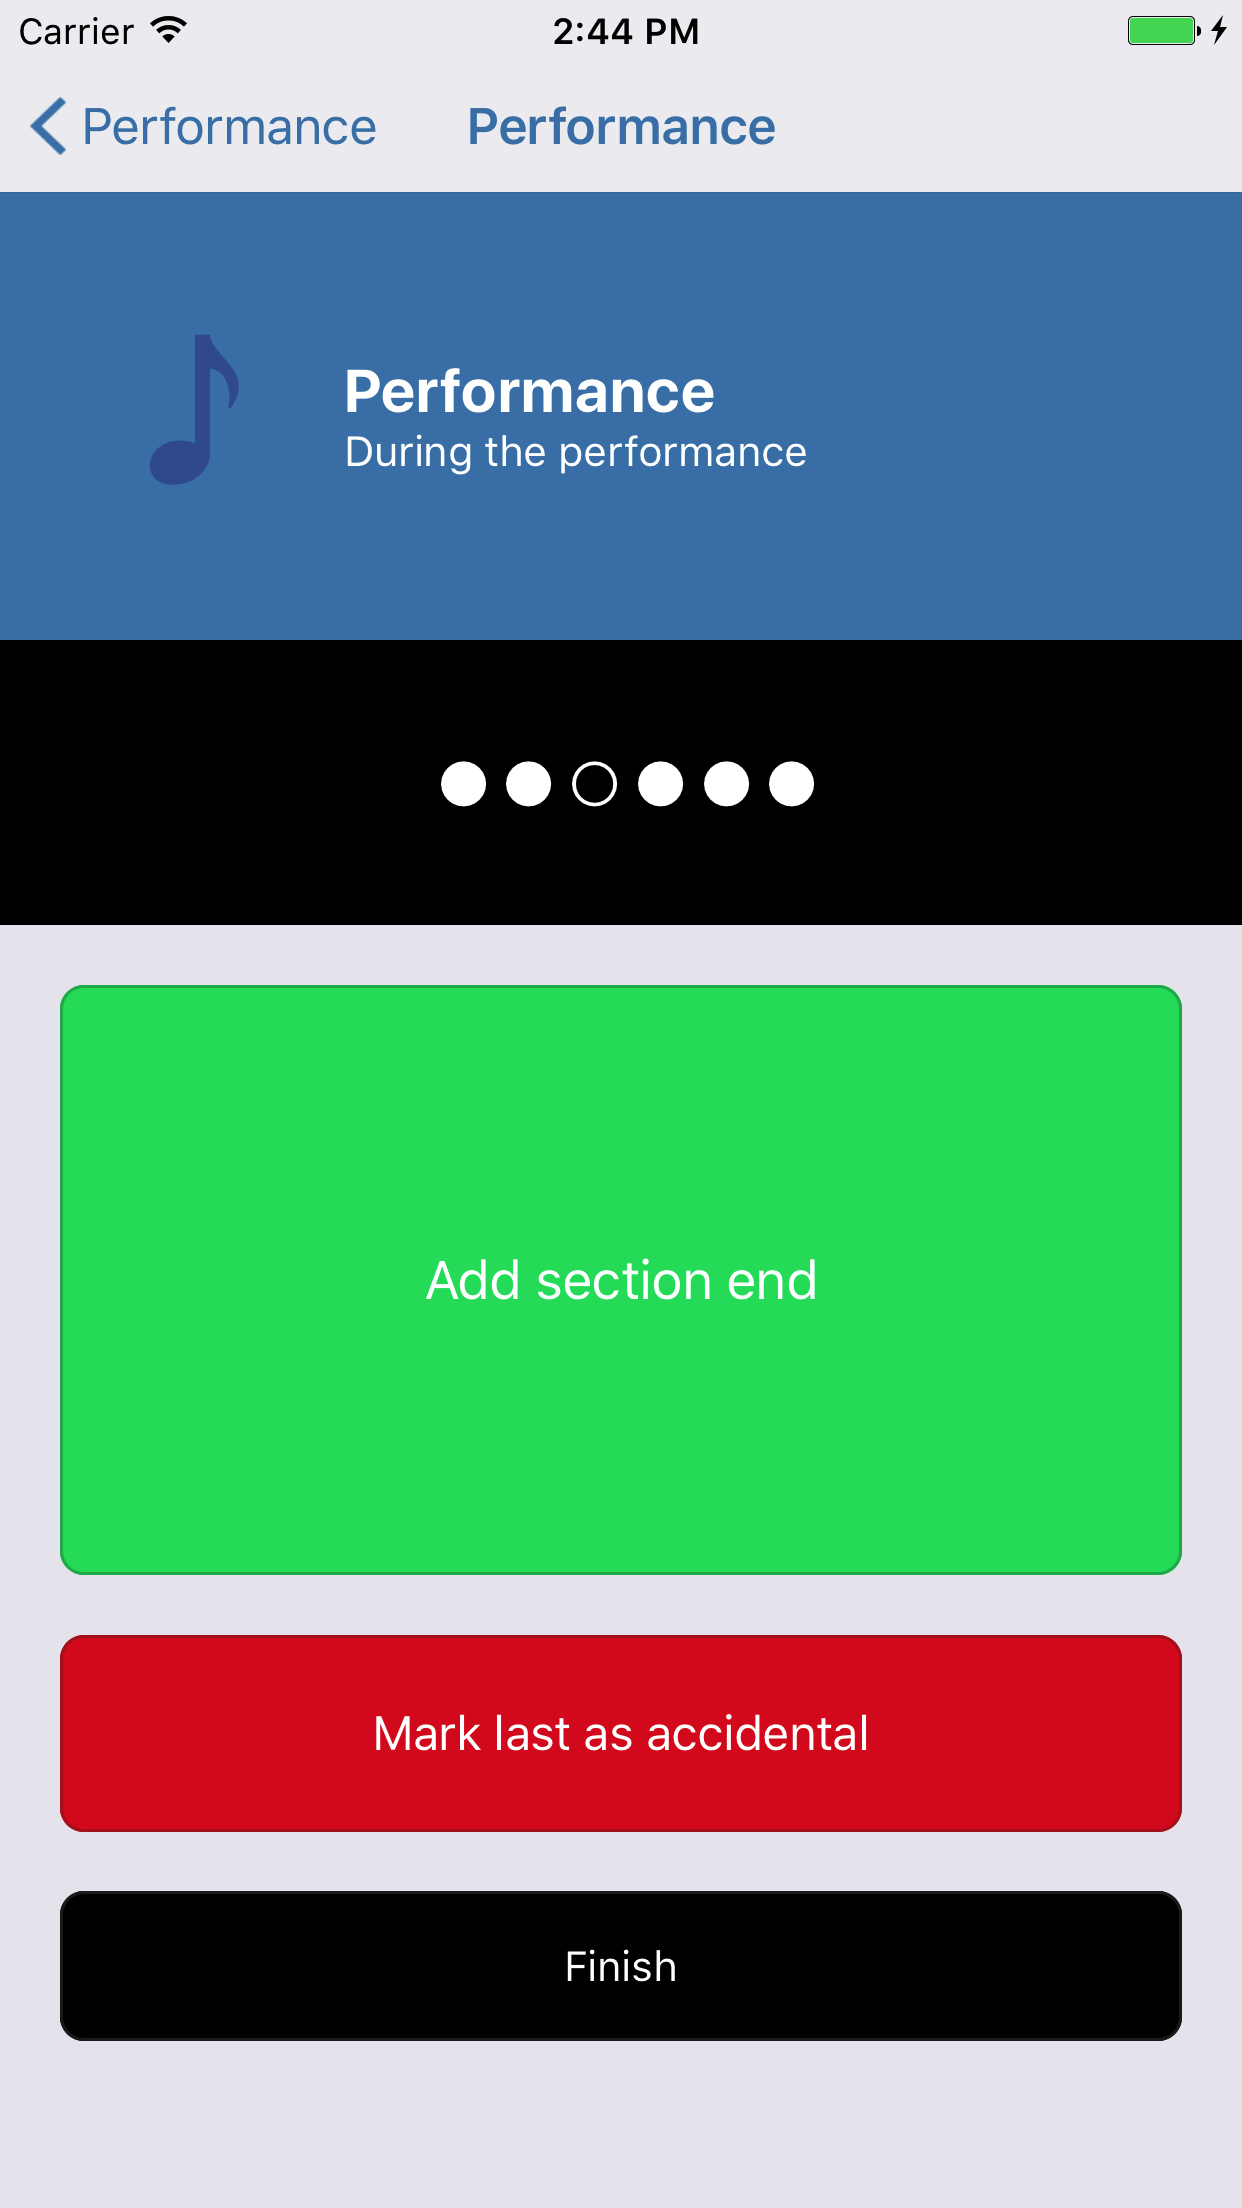 Carrier 2:44 PM
Performance Performance
Performance
During the performance
Add section end
Mark last as accidental
Finish